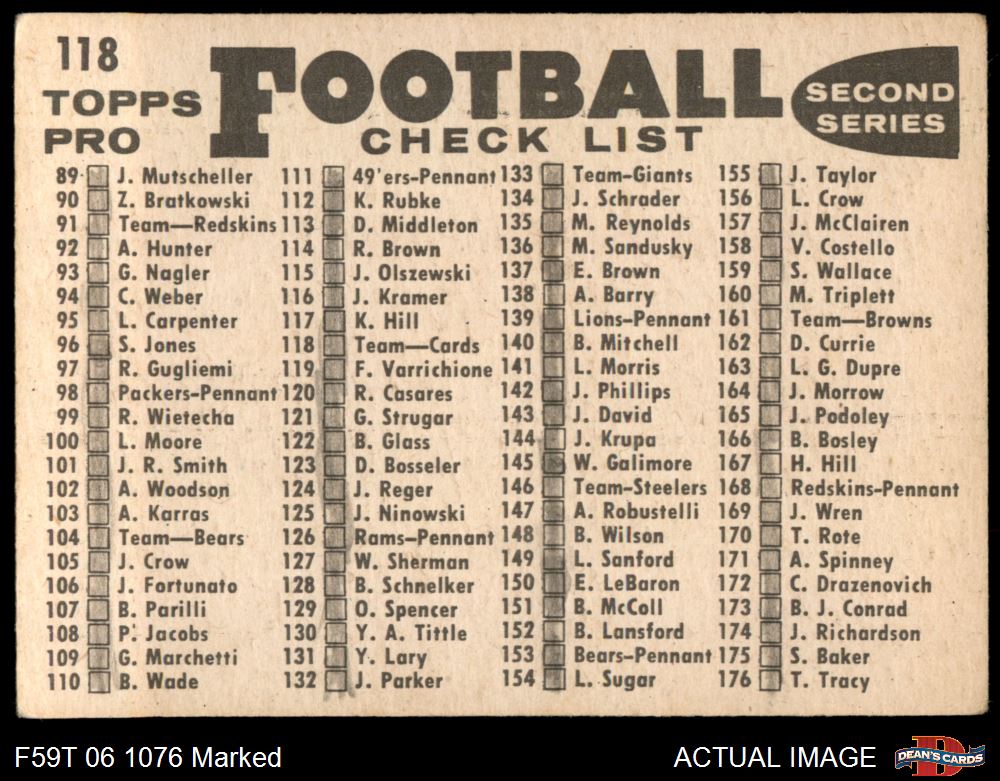 118
TOPPS
PRO
FOOTBALL
CHECK LIST
SECOND
SERIES
89 J. Mutscheller
90 Z. Bratkowski
91 Team—Redskins
92 A. Hunter
93 G. Nagler
94 C. Weber
95 L. Carpenter
96 S. Jones
97 R. Gugliemi
98 Packers-Pennant
99 R. Wietecha
100 L. Moore
101 J. R. Smith
102 A. Woodson
103 A. Karras
104 Team—Bears
105 J. Crow
106 J. Fortunato
107 B. Parilli
108 P. Jacobs
109 G. Marchetti
110 B. Wade
111 49'ers-Pennant
112 K. Rubke
113 D. Middleton
114 R. Brown
115 J. Olszewski
116 J. Kramer
117 K. Hill
118 Team—Cards
119 F. Varrichione
120 R. Casares
121 G. Strugar
122 B. Glass
123 D. Bosseler
124 J. Reger
125 J. Ninowski
126 Rams-Pennant
127 W. Sherman
128 B. Schnelker
129 O. Spencer
130 Y. A. Tittle
131 Y. Lary
132 J. Parker
133 Team-Giants
134 J. Schrader
135 M. Reynolds
136 M. Sandusky
137 E. Brown
138 A. Barry
139 Lions-Pennant
140 B. Mitchell
141 L. Morris
142 J. Phillips
143 J. David
144 J. Krupa
145 W. Galimore
146 Team-Steelers
147 A. Robustelli
148 B. Wilson
149 L. Sanford
150 E. LeBaron
151 B. McColl
152 B. Lansford
153 Bears-Pennant
154 L. Sugar
155 J. Taylor
156 L. Crow
157 J. McClairen
158 V. Costello
159 S. Wallace
160 M. Triplett
161 Team—Browns
162 D. Currie
163 L. G. Dupre
164 J. Morrow
165 J. Podoley
166 B. Bosley
167 H. Hill
168 Redskins-Pennant
169 J. Wren
170 T. Rote
171 A. Spinney
172 C. Drazenovich
173 B. J. Conrad
174 J. Richardson
175 S. Baker
176 T. Tracy
F59T 06 1076 Marked
ACTUAL IMAGE
D
DEAN'S CARDS